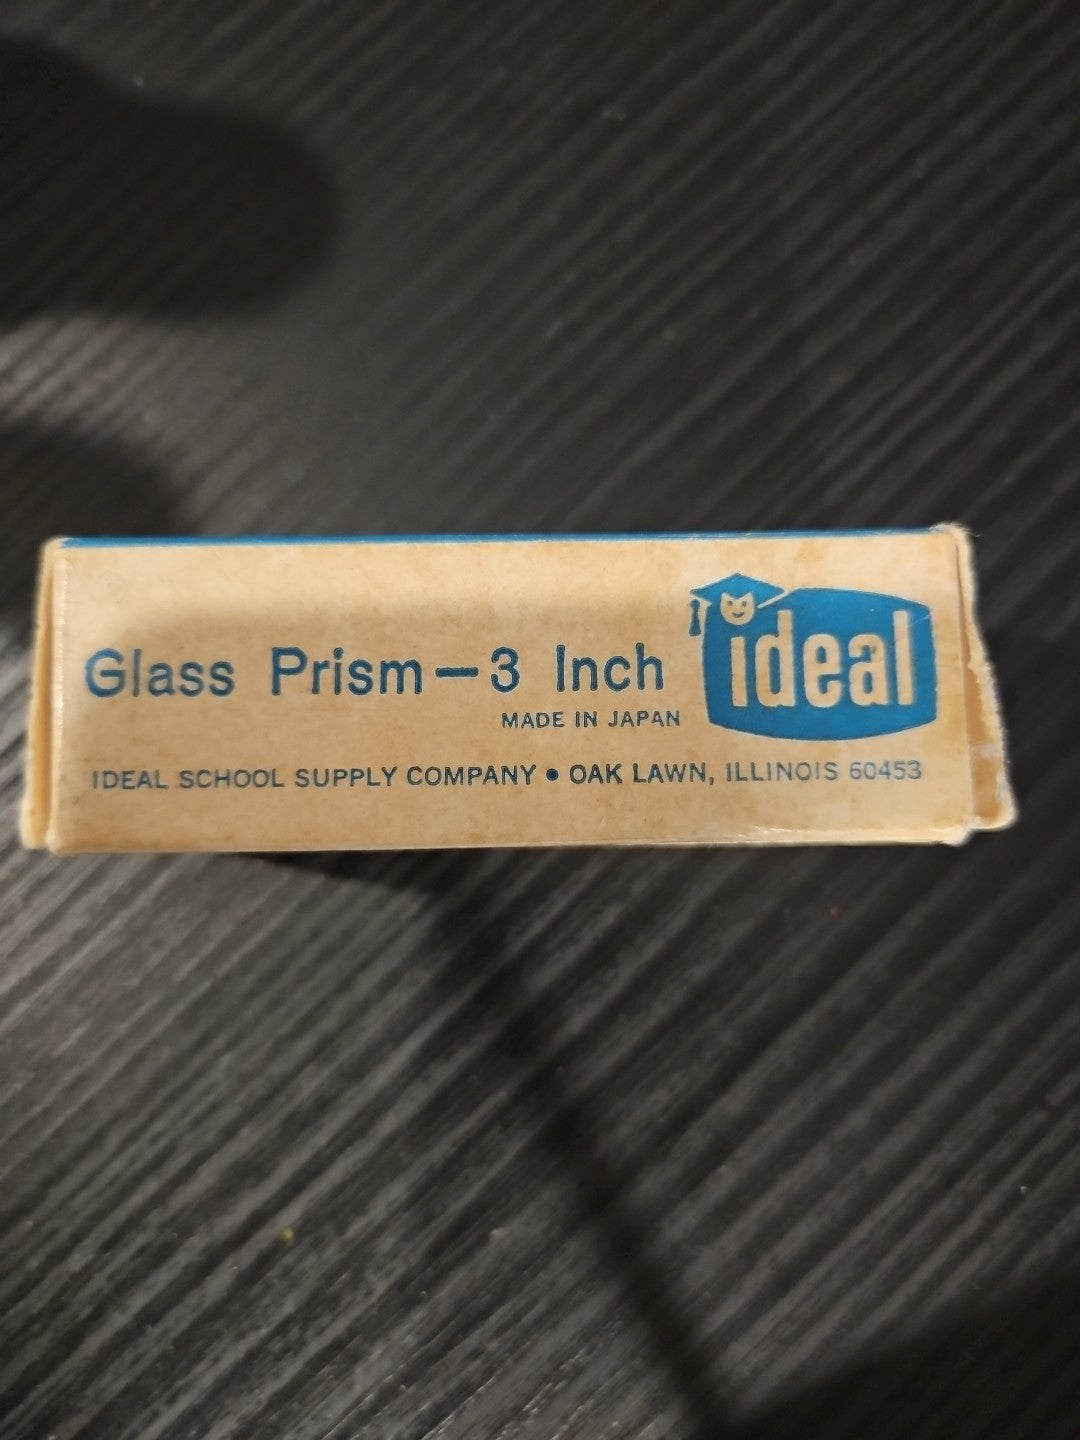 Glass Prism—3 Inch
MADE IN JAPAN
ideal
IDEAL SCHOOL SUPPLY COMPANY • OAK LAWN, ILLINOIS 60453